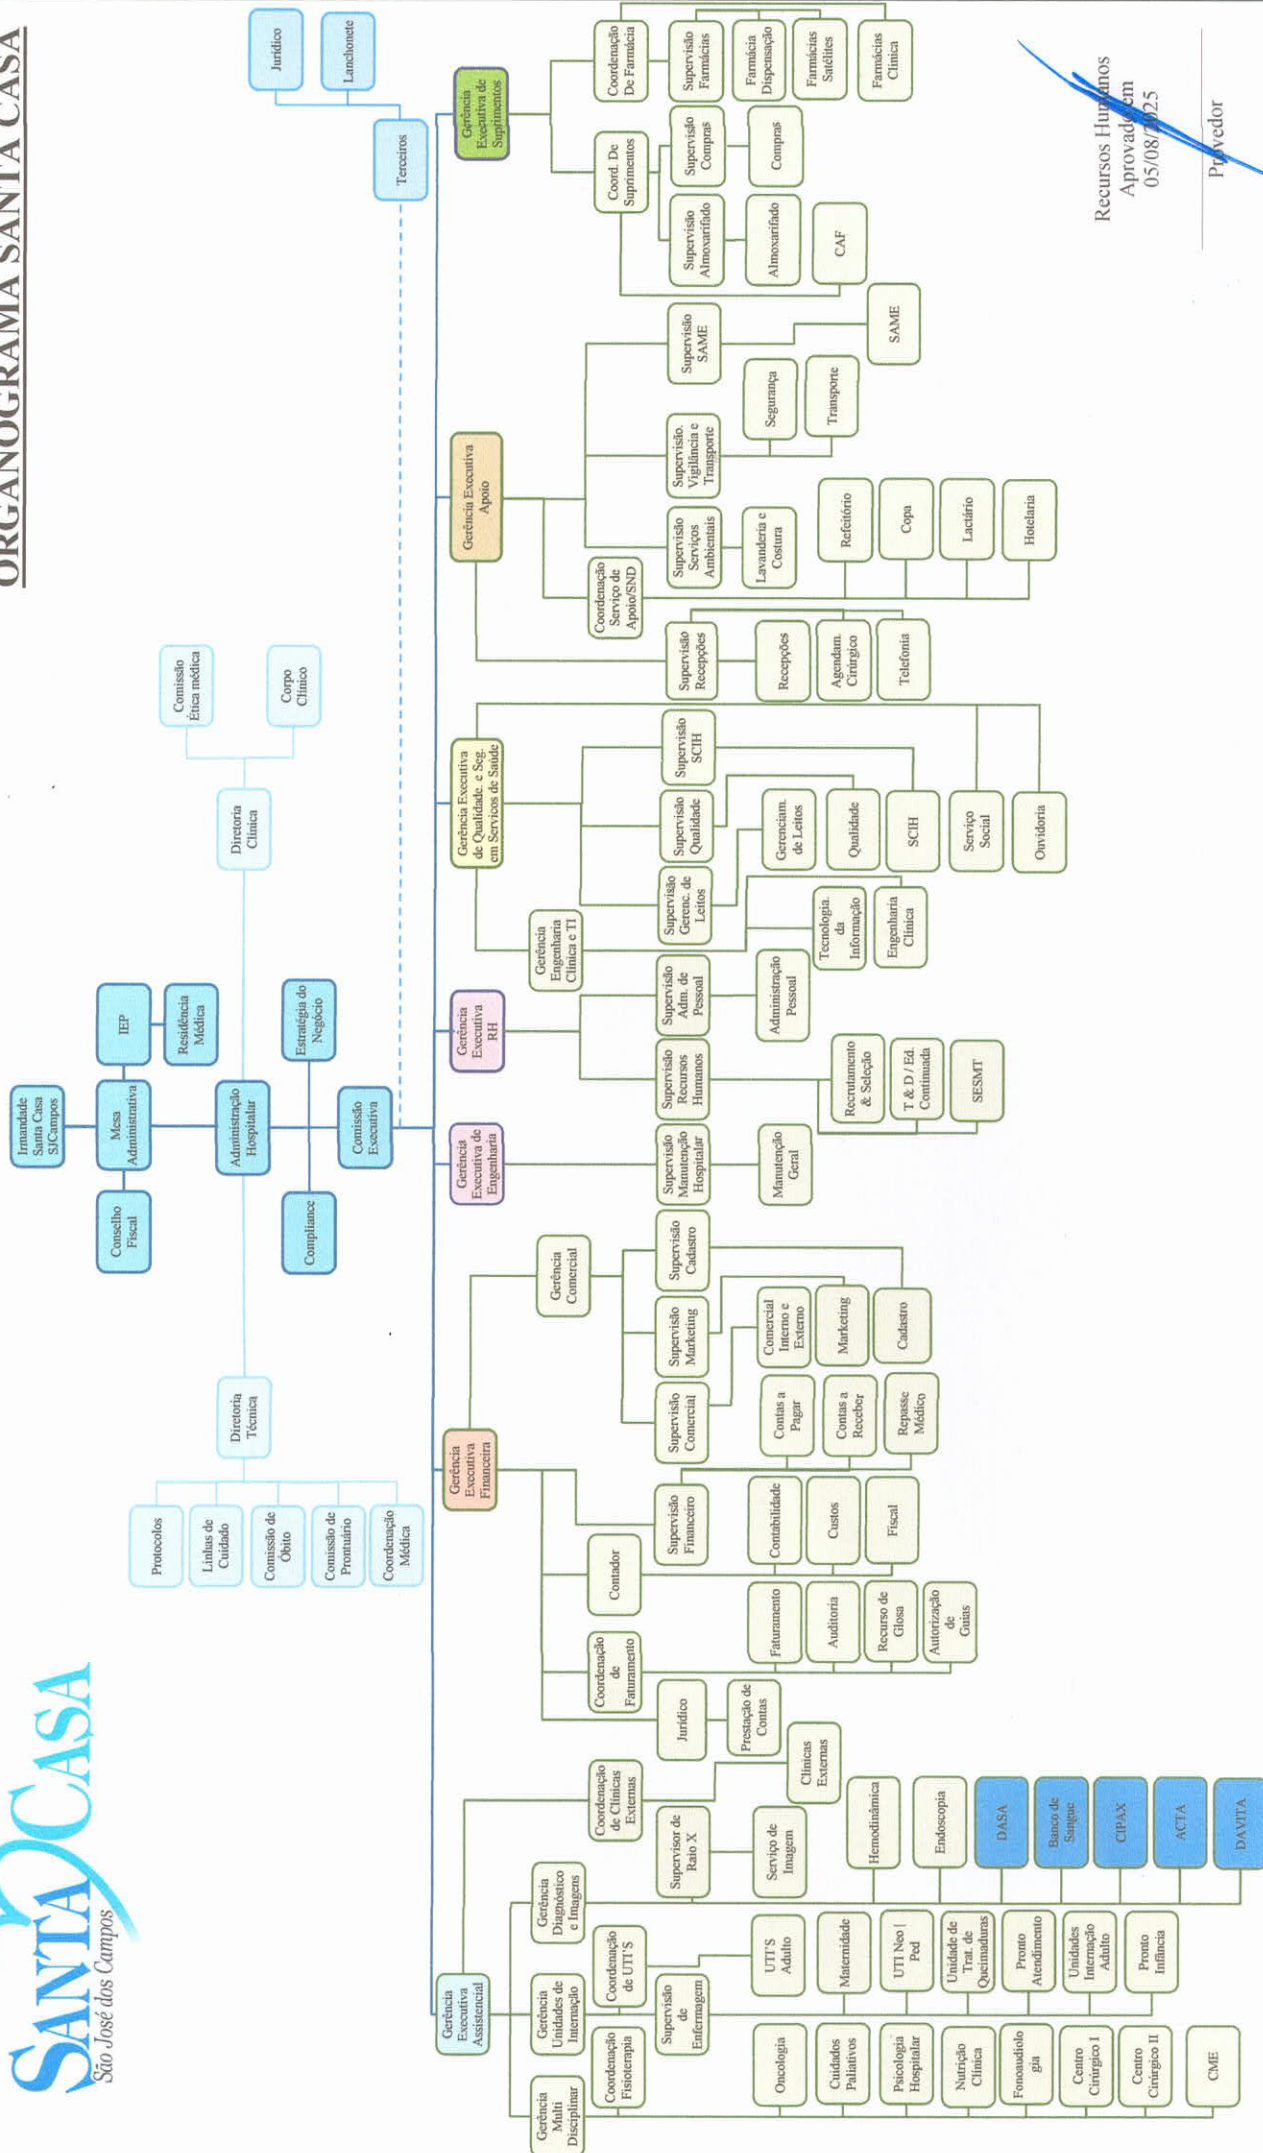 ORGANOGRAMA SANTA CASA
SANTA CASA
São José dos Campos
Irmandade
Santa Casa
SJCampos
Conselho
Fiscal
Mesa
Administrativa
IEP
Residência
Médica
Administração
Hospitalar
Compliance
Estratégia do
Negócio
Comissão
Executiva
Diretoria
Técnica
Protocolos
Linhas de
Cuidado
Comissão de
Óbito
Comissão de
Prontuário
Coordenação
Médica
Diretoria
Clínica
Comissão
Ética médica
Corpo
Clínico
Jurídico
Lanchonete
Terceiros
Gerência
Executiva
Assistencial
Gerência
Multi
Disciplinar
Gerência
Unidades de
Internação
Gerência
Diagnóstico
e Imagens
Coordenação
Fisioterapia
Coordenação
de UTI'S
Coordenação
de Clínicas
Externas
Supervisão
de
Enfermagem
Supervisor de
Raio X
Oncologia
Cuidados
Paliativos
Psicologia
Hospitalar
Nutrição
Clínica
Fonoaudiolo
gia
Centro
Cirúrgico I
Centro
Cirúrgico II
CME
UTI'S
Adulto
Maternidade
UTI Neo |
Ped
Unidade de
Trat. de
Queimaduras
Pronto
Atendimento
Unidades
Internação
Adulto
Pronto
Infância
Serviço de
Imagem
Clínicas
Externas
Hemodinâmica
Endoscopia
DASA
Banco de
Sangue
CIPAX
ACTA
DAVITA
Gerência
Executiva
Financeira
Jurídico
Prestação de
Contas
Coordenação
de
Faturamento
Faturamento
Auditoria
Recurso de
Glosa
Autorização
de
Guias
Contador
Contabilidade
Custos
Fiscal
Supervisão
Financeiro
Contas a
Pagar
Contas a
Receber
Repasse
Médico
Gerência
Comercial
Supervisão
Comercial
Supervisão
Marketing
Supervisão
Cadastro
Comercial
Interno e
Externo
Marketing
Cadastro
Gerência
Executiva de
Engenharia
Supervisão
Manutenção
Hospitalar
Manutenção
Geral
Gerência
Executiva
RH
Supervisão
Recursos
Humanos
Supervisão
Adm. de
Pessoal
Administração
Pessoal
Recrutamento
& Seleção
T & D / Ed.
Continuada
SESMT
Gerência Executiva
de Qualidade. e Seg.
em Servicos de Saúde
Gerência
Engenharia
Clínica e TI
Tecnologia.
da
Informação
Engenharia
Clínica
Supervisão
Gerenc. de
Leitos
Supervisão
Qualidade
Supervisão
SCIH
Gerenciam.
de Leitos
Qualidade
SCIH
Serviço
Social
Ouvidoria
Gerência Executiva
Apoio
Supervisão
Recepções
Recepções
Agendam.
Cirúrgico
Telefonia
Coordenação
Serviço de
Apoio/SND
Refeitório
Copa
Lactário
Hotelaria
Supervisão
Serviços
Ambientais
Lavanderia e
Costura
Supervisão.
Vigilância e
Transporte
Segurança
Transporte
Supervisão
SAME
SAME
Gerência
Executiva de
Suprimentos
Coord. De
Suprimentos
Supervisão
Almoxarifado
Almoxarifado
CAF
Supervisão
Compras
Compras
Coordenação
De Farmácia
Supervisão
Farmácias
Farmácia
Dispensação
Farmácias
Satélites
Farmácias
Clínica
Recursos Humanos
Aprovado em
05/08/2025
Provedor